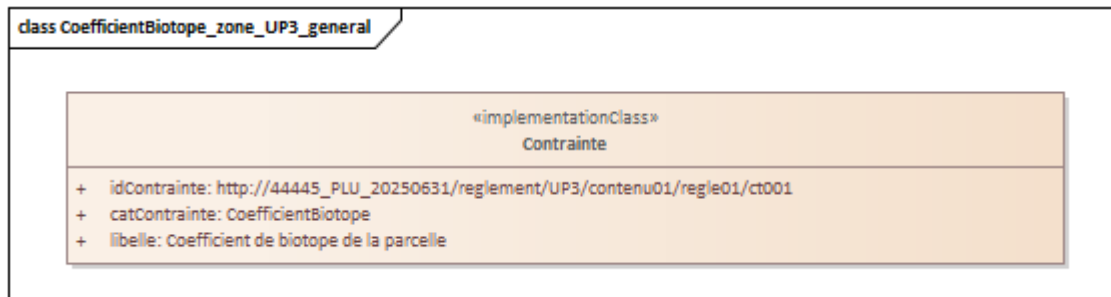 class CoefficientBiotope_zone_UP3_general
«implementationClass»
Contrainte
+ idContrainte: http://44445_PLU_20250631/reglement/UP3/contenu01/regle01/ct001
+ catContrainte: CoefficientBiotope
+ libelle: Coefficient de biotope de la parcelle